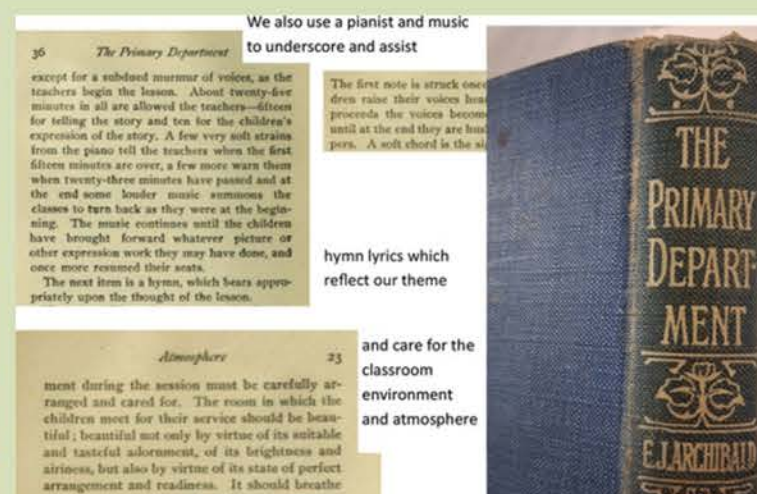 We also use a pianist and music
to underscore and assist
36 The Primary Department
except for a subdued murmur of voices, as the
teachers begin the lesson. About twenty-five
minutes in all are allowed the teachers—fifteen
for telling the story and ten for the children's
expression of the story. A few very soft strains
from the piano tell the teachers when the first
fifteen minutes are over, a few more warn them
when twenty-three minutes have passed and at
the end some louder music summons the
classes to turn back as they were at the begin-
ning. The music continues until the children
have brought forward whatever picture or
other expression work they may have done, and
once more resumed their seats.
The next item is a hymn, which bears appro-
priately upon the thought of the lesson.
The first note is struck once
dren raise their voices
proceeds the voices becom
until at the end they are
pers. A soft chord is the
hymn lyrics which
reflect our theme
Atmosphere 23
ment during the session must be carefully ar-
ranged and cared for. The room in which the
children meet for their service should be beau-
tiful; beautiful not only by virtue of its suitable
and tasteful adornment, of its brightness and
airiness, but also by virtue of its state of perfect
arrangement and readiness. It should breathe
and care for the
classroom
environment
and atmosphere
THE
PRIMARY
DEPART-
MENT
E.J. ARCHIBALD